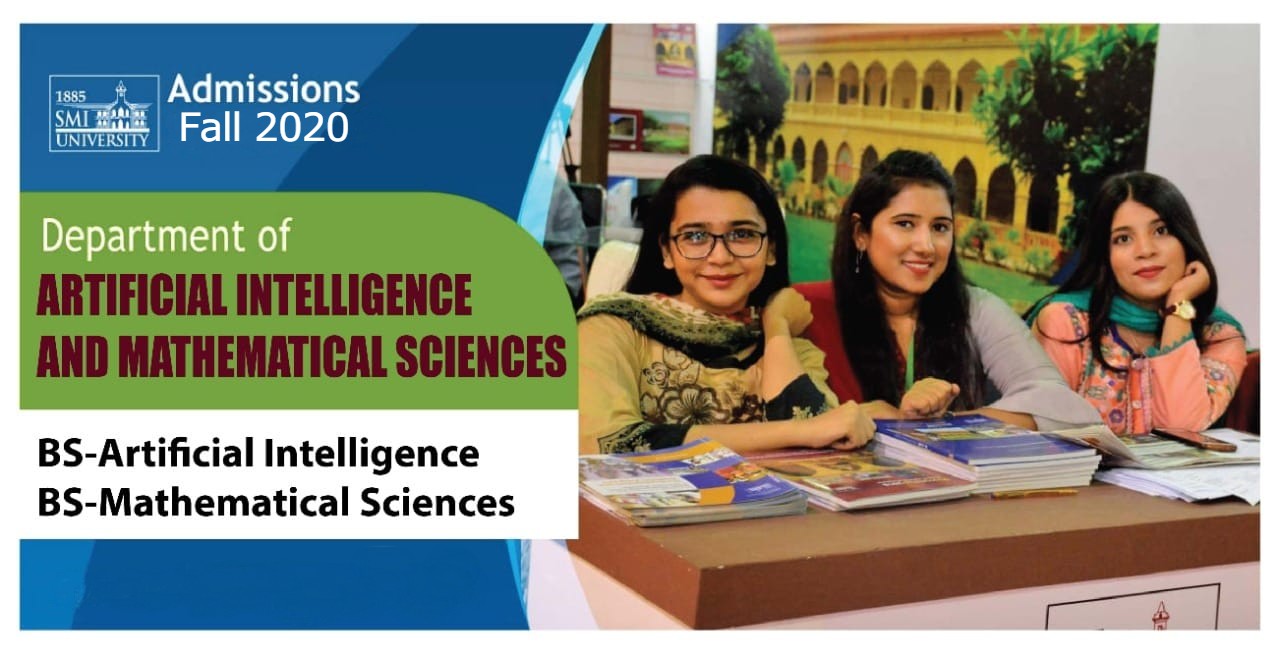 1885
SMI
UNIVERSITY
Admissions
Fall 2020
Department of
ARTIFICIAL INTELLIGENCE
AND MATHEMATICAL SCIENCES
BS-Artificial Intelligence
BS-Mathematical Sciences